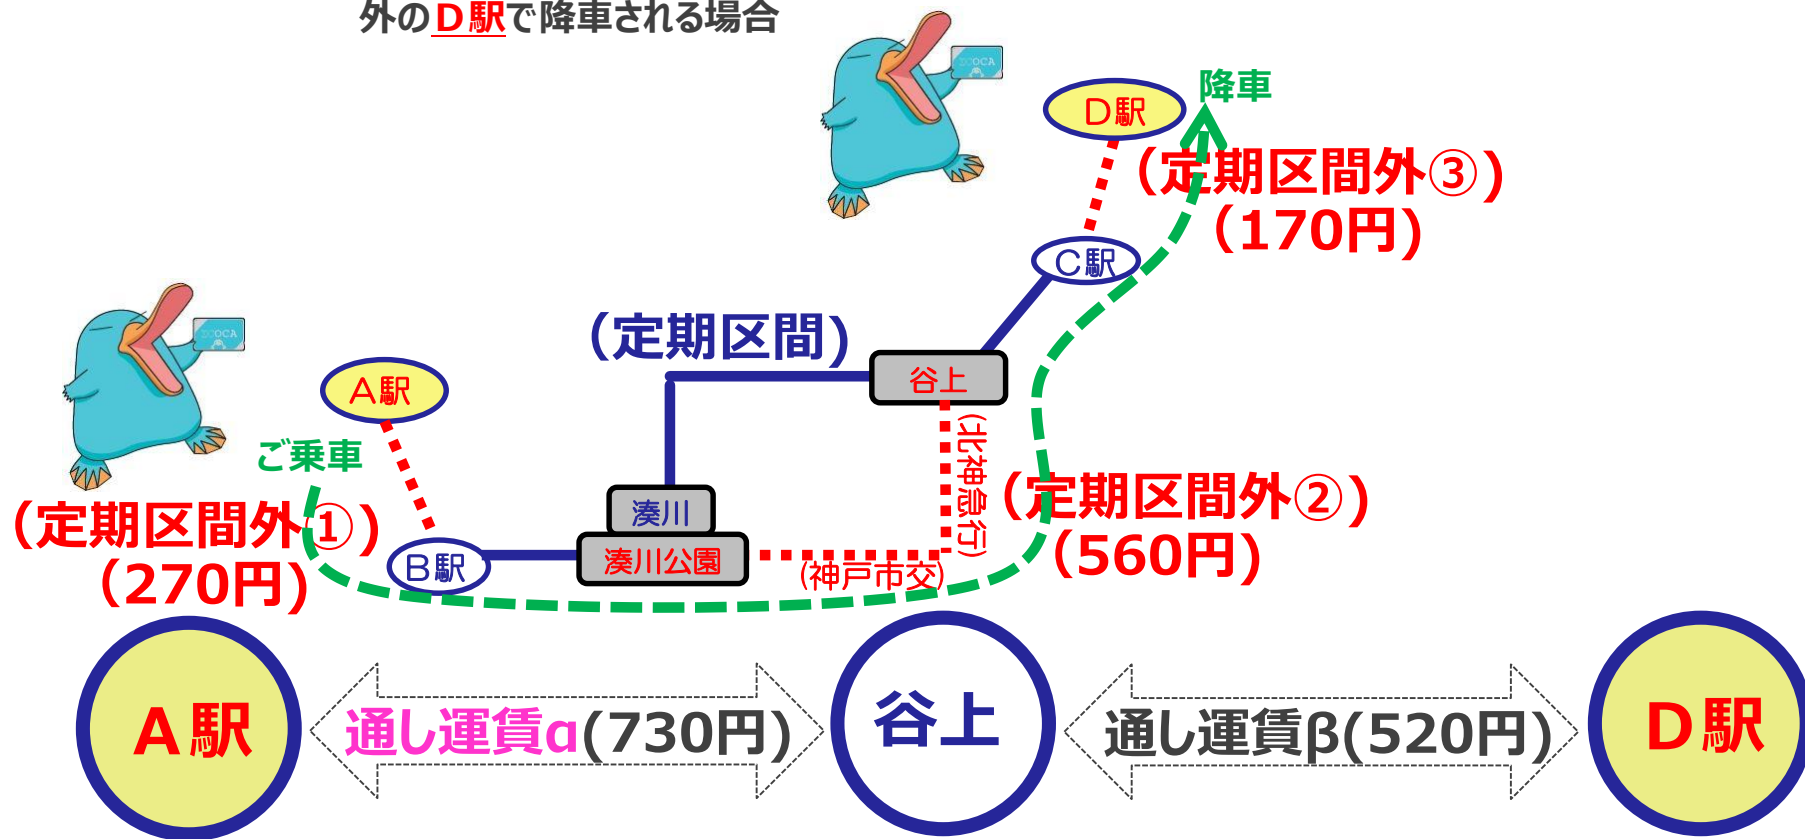 外のD駅で降車される場合
ICOCA
D駅
降車
(定期区間外③)
(170円)
C駅
(定期区間)
ICOCA
谷上
A駅
ご乗車
(北神急行)
(定期区間外②)
(560円)
湊川
(定期区間外①)
(270円)
B駅
湊川公園
(神戸市交)
A駅
通し運賃α(730円)
谷上
通し運賃β(520円)
D駅